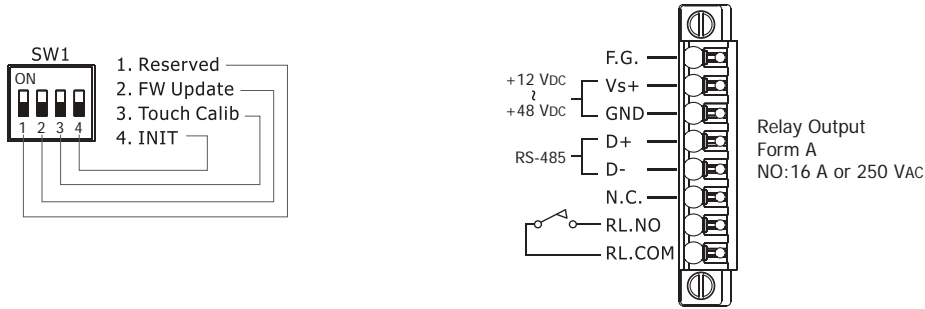 SW1
ON
1 2 3 4
1. Reserved
2. FW Update
3. Touch Calib
4. INIT
F.G.
+12 VDC
~
+48 VDC
Vs+
GND
RS-485
D+
D-
N.C.
RL.NO
RL.COM
Relay Output
Form A
NO:16 A or 250 VAC